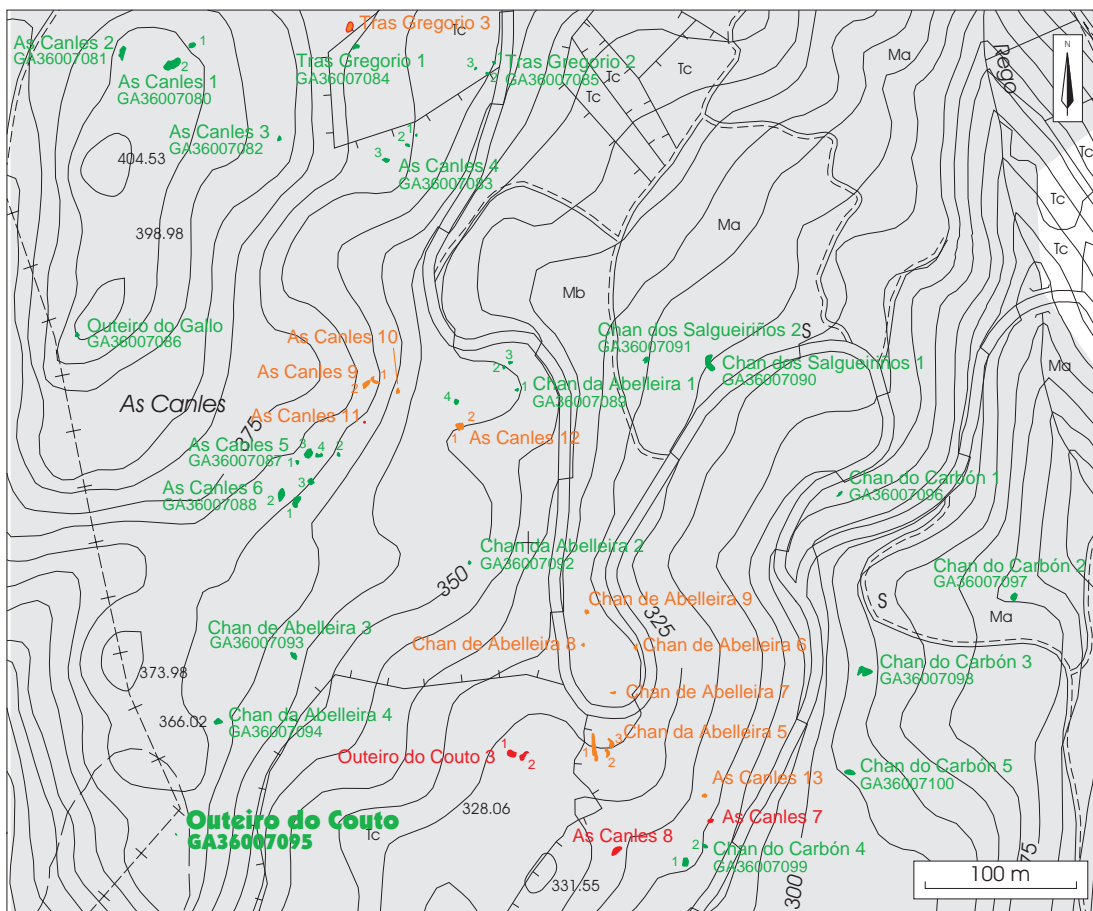 Tras Gregorio 3
Tc
As Canles 2
GA36007081
1
2
As Canles 1
GA36007080
Tras Gregorio 1
GA36007084
Tras Gregorio 2
GA36007085
1
3
2
Tc
Tc
Tc
Ma
Rego
N
Tc
Tc
Tc
As Canles 3
GA36007082
1
2
3
As Canles 4
GA36007083
404.53
398.98
Ma
Mb
Ma
Outeiro do Gallo
GA36007086
As Canles 10
As Canles 9
1
2
As Canles
As Canles 11
375
3
2
1
Chan da Abelleira 1
GA36007089
4
2
1
As Canles 12
Chan dos Salgueiriños 2
GA36007091
S
Chan dos Salgueiriños 1
GA36007090
As Canles 5
GA36007087
3
4
2
1
As Canles 6
GA36007088
3
2
1
Chan do Carbón 1
GA36007096
Chan da Abelleira 2
GA36007092
350
Chan do Carbón 2
GA36007097
S
Ma
Chan de Abelleira 9
325
Chan de Abelleira 8
Chan de Abelleira 6
Chan de Abelleira 3
GA36007093
373.98
Chan do Carbón 3
GA36007098
Chan de Abelleira 7
366.02
Chan da Abelleira 4
GA36007094
Chan da Abelleira 5
1
3
2
Outeiro do Couto 3
1
2
Chan do Carbón 5
GA36007100
As Canles 13
328.06
Outeiro do Couto
GA36007095
Tc
As Canles 7
As Canles 8
2
Chan do Carbón 4
GA36007099
1
331.55
300
75
100 m